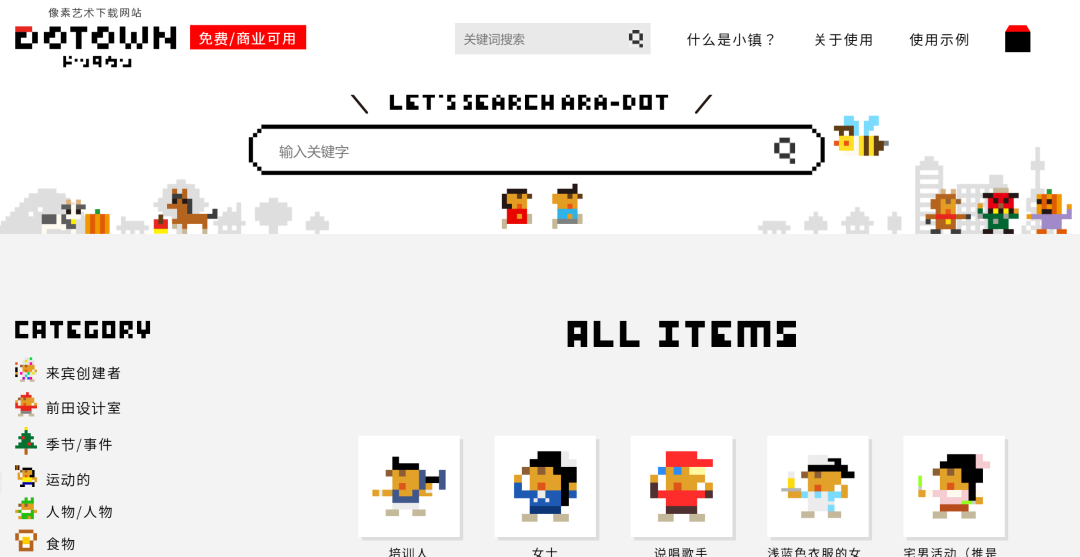 像素艺术下载网站
DOTOWN
免费/商业可用
ドッタウン
关键词搜索
什么是小镇？
关于使用
使用示例
LET'S SEARCH ARA-DOT
输入关键字
CATEGORY
来宾创建者
前田设计室
季节/事件
运动的
人物/人物
食物
ALL ITEMS
培训人
女士
说唱歌手
浅蓝色衣服的女
宅男活动（推是